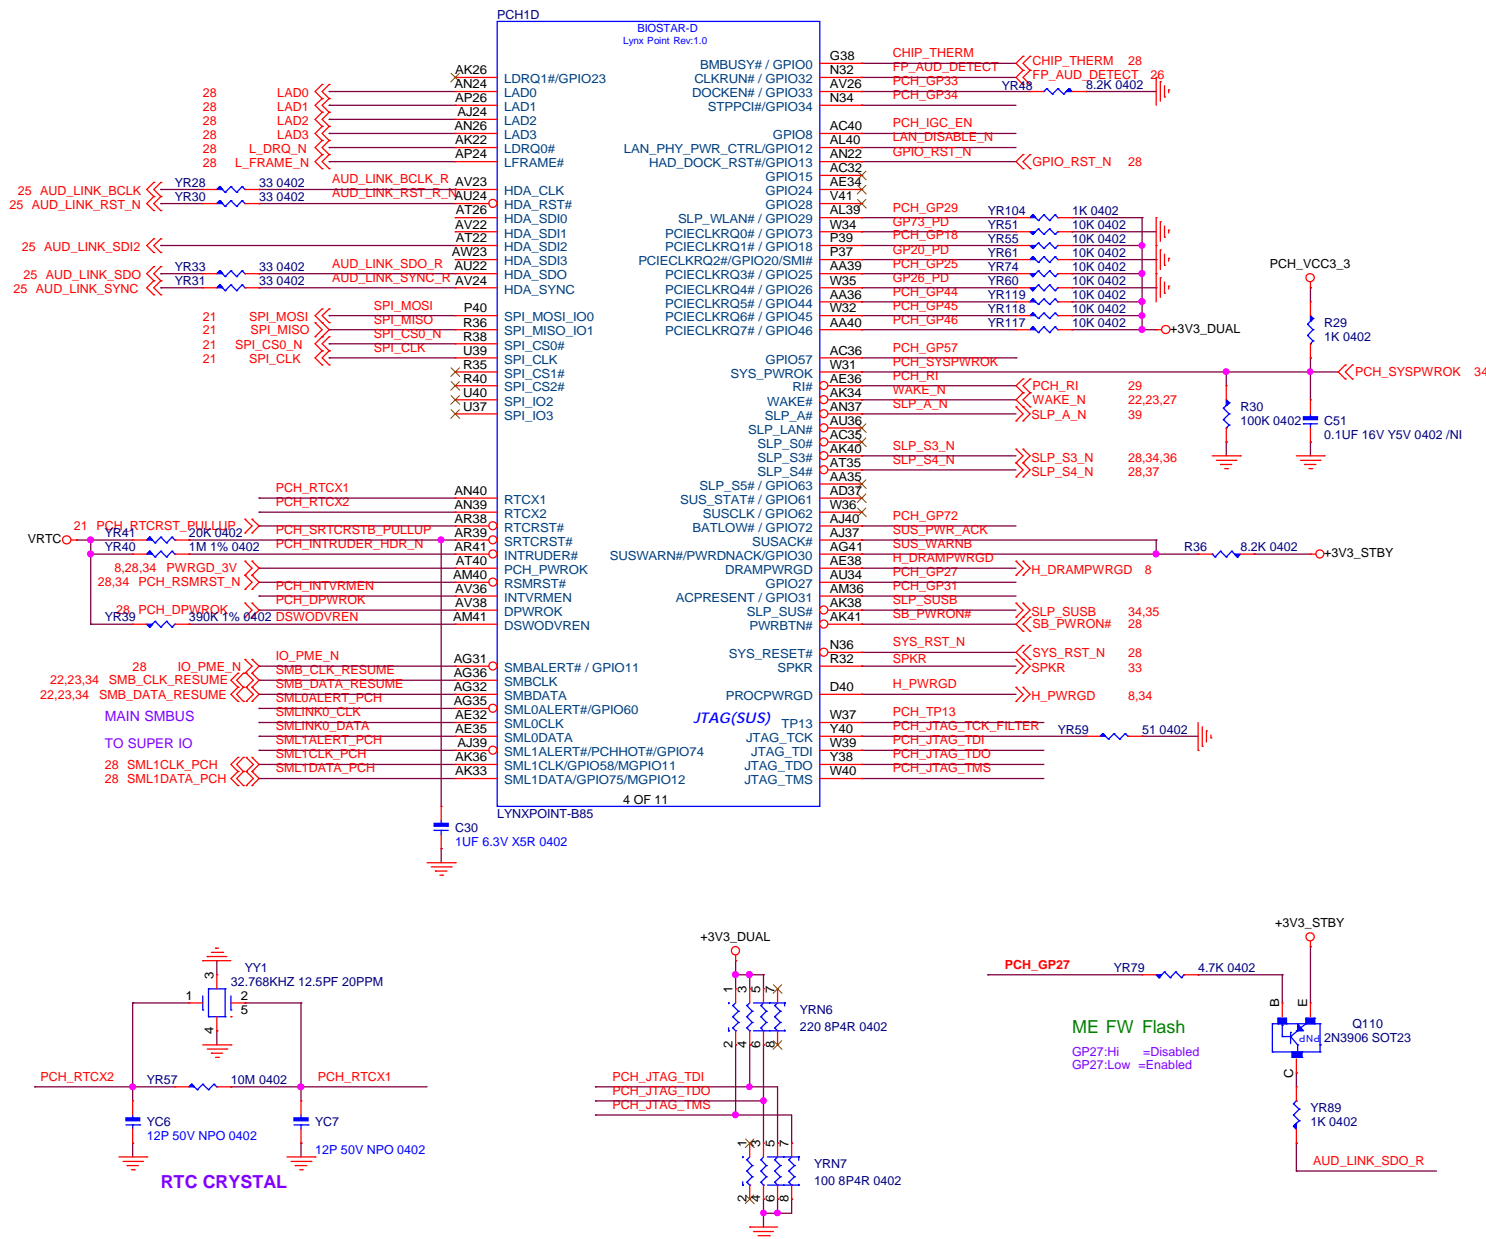 PCH1D
BIOSTAR-D
Lynx Point Rev:1.0
AK26 LDRQ1#/GPIO23
28 LAD0 AN24 LAD0
28 LAD1 AP26 LAD1
28 LAD2 AJ24 LAD2
28 LAD3 AN26 LAD3
28 L_DRQ_N AK22 LDRQ0#
28 L_FRAME_N AP24 LFRAME#
25 AUD_LINK_BCLK YR28 33 0402 AUD_LINK_BCLK_R AV23 HDA_CLK
25 AUD_LINK_RST_N YR30 33 0402 AUD_LINK_RST_R_N AU24 HDA_RST#
AT26 HDA_SDI0
AV22 HDA_SDI1
25 AUD_LINK_SDI2 AT22 HDA_SDI2
AW23 HDA_SDI3
25 AUD_LINK_SDO YR33 33 0402 AUD_LINK_SDO_R AU22 HDA_SDO
25 AUD_LINK_SYNC YR31 33 0402 AUD_LINK_SYNC_R AV24 HDA_SYNC
21 SPI_MOSI SPI_MOSI P40 SPI_MOSI_IO0
21 SPI_MISO SPI_MISO R36 SPI_MISO_IO1
21 SPI_CS0_N SPI_CS0_N R38 SPI_CS0#
21 SPI_CLK SPI_CLK U39 SPI_CLK
R35 SPI_CS1#
R40 SPI_CS2#
U40 SPI_IO2
U37 SPI_IO3
PCH_RTCX1 AN40 RTCX1
PCH_RTCX2 AN39 RTCX2
21 PCH_RTCRST_PULLUP AR38 RTCRST#
VRTC YR41 20K 0402 PCH_SRTCRSTB_PULLUP AR39 SRTCRST#
YR40 1M 1% 0402 PCH_INTRUDER_HDR_N AR41 INTRUDER#
8,28,34 PWRGD_3V AT40 PCH_PWROK
28,34 PCH_RSMRST_N AM40 RSMRST#
PCH_INTVRMEN AV36 INTVRMEN
28 PCH_DPWROK PCH_DPWROK AV38 DPWROK
YR39 390K 1% 0402 DSWODVREN AM41 DSWODVREN
28 IO_PME_N IO_PME_N AG31 SMBALERT# / GPIO11
22,23,34 SMB_CLK_RESUME SMB_CLK_RESUME AG36 SMBCLK
22,23,34 SMB_DATA_RESUME SMB_DATA_RESUME AG32 SMBDATA
SML0ALERT_PCH AG35 SML0ALERT#/GPIO60
MAIN SMBUS
SMLINK0_CLK AE32 SML0CLK
SMLINK0_DATA AE35 SML0DATA
TO SUPER IO
SML1ALERT_PCH AJ39 SML1ALERT#/PCHHOT#/GPIO74
28 SML1CLK_PCH SML1CLK_PCH AK36 SML1CLK/GPIO58/MGPIO11
28 SML1DATA_PCH SML1DATA_PCH AK33 SML1DATA/GPIO75/MGPIO12
BMBUSY# / GPIO0 G38 CHIP_THERM CHIP_THERM 28
CLKRUN# / GPIO32 N32 FP_AUD_DETECT FP_AUD_DETECT 26
DOCKEN# / GPIO33 AV26 PCH_GP33 YR48 8.2K 0402
STPPCI#/GPIO34 N34 PCH_GP34
GPIO8 AC40 PCH_IGC_EN
LAN_PHY_PWR_CTRL/GPIO12 AL40 LAN_DISABLE_N
HAD_DOCK_RST#/GPIO13 AN22 GPIO_RST_N GPIO_RST_N 28
GPIO15 AC32
GPIO24 AE34
GPIO28 V41
SLP_WLAN# / GPIO29 AL39 PCH_GP29 YR104 1K 0402
PCIECLKRQ0# / GPIO73 W34 GP73_PD YR51 10K 0402
PCIECLKRQ1# / GPIO18 P39 PCH_GP18 YR55 10K 0402
PCIECLKRQ2#/GPIO20/SMI# P37 GP20_PD YR61 10K 0402
PCIECLKRQ3# / GPIO25 AA39 PCH_GP25 YR74 10K 0402
PCIECLKRQ4# / GPIO26 W35 GP26_PD YR60 10K 0402
PCIECLKRQ5# / GPIO44 AA36 PCH_GP44 YR119 10K 0402
PCIECLKRQ6# / GPIO45 W32 PCH_GP45 YR118 10K 0402
PCIECLKRQ7# / GPIO46 AA40 PCH_GP46 YR117 10K 0402 +3V3_DUAL
GPIO57 AC36 PCH_GP57
SYS_PWROK W31 PCH_SYSPWROK PCH_SYSPWROK 34
PCH_VCC3_3
R29
1K 0402
R30
100K 0402
C51
0.1UF 16V Y5V 0402 /NI
RI# AE36 PCH_RI PCH_RI 29
WAKE# AK34 WAKE_N WAKE_N 22,23,27
SLP_A# AN37 SLP_A_N SLP_A_N 39
SLP_LAN# AU36
SLP_S0# AC35
SLP_S3# AK40 SLP_S3_N SLP_S3_N 28,34,36
SLP_S4# AT35 SLP_S4_N SLP_S4_N 28,37
SLP_S5# / GPIO63 AA35
SUS_STAT# / GPIO61 AD37
SUSCLK / GPIO62 W36
BATLOW# / GPIO72 AJ40 PCH_GP72
SUSACK# AJ37 SUS_PWR_ACK
SUSWARN#/PWRDNACK/GPIO30 AG41 SUS_WARNB R36 8.2K 0402 +3V3_STBY
DRAMPWRGD AE38 H_DRAMPWRGD H_DRAMPWRGD 8
GPIO27 AU34 PCH_GP27
ACPRESENT / GPIO31 AM36 PCH_GP31
SLP_SUS# AK38 SLP_SUSB SLP_SUSB 34,35
PWRBTN# AK41 SB_PWRON# SB_PWRON# 28
SYS_RESET# N36 SYS_RST_N SYS_RST_N 28
SPKR R32 SPKR SPKR 33
PROCPWRGD D40 H_PWRGD H_PWRGD 8,34
JTAG(SUS)
TP13 W37 PCH_TP13
JTAG_TCK Y40 PCH_JTAG_TCK_FILTER YR59 51 0402
JTAG_TDI W39 PCH_JTAG_TDI
JTAG_TDO Y38 PCH_JTAG_TDO
JTAG_TMS W40 PCH_JTAG_TMS
4 OF 11
LYNXPOINT-B85
C30
1UF 6.3V X5R 0402
YY1
32.768KHZ 12.5PF 20PPM
3
1
2
5
4
PCH_RTCX2 YR57 10M 0402 PCH_RTCX1
YC6
12P 50V NPO 0402
YC7
12P 50V NPO 0402
RTC CRYSTAL
+3V3_DUAL
1 3 5 7
YRN6
220 8P4R 0402
2 4 6 8
PCH_JTAG_TDI
PCH_JTAG_TDO
PCH_JTAG_TMS
1 3 5 7
YRN7
100 8P4R 0402
2 4 6 8
+3V3_STBY
PCH_GP27 YR79 4.7K 0402
B E
PNP
Q110
2N3906 SOT23
C
ME FW Flash
GP27:Hi =Disabled
GP27:Low =Enabled
YR89
1K 0402
AUD_LINK_SDO_R